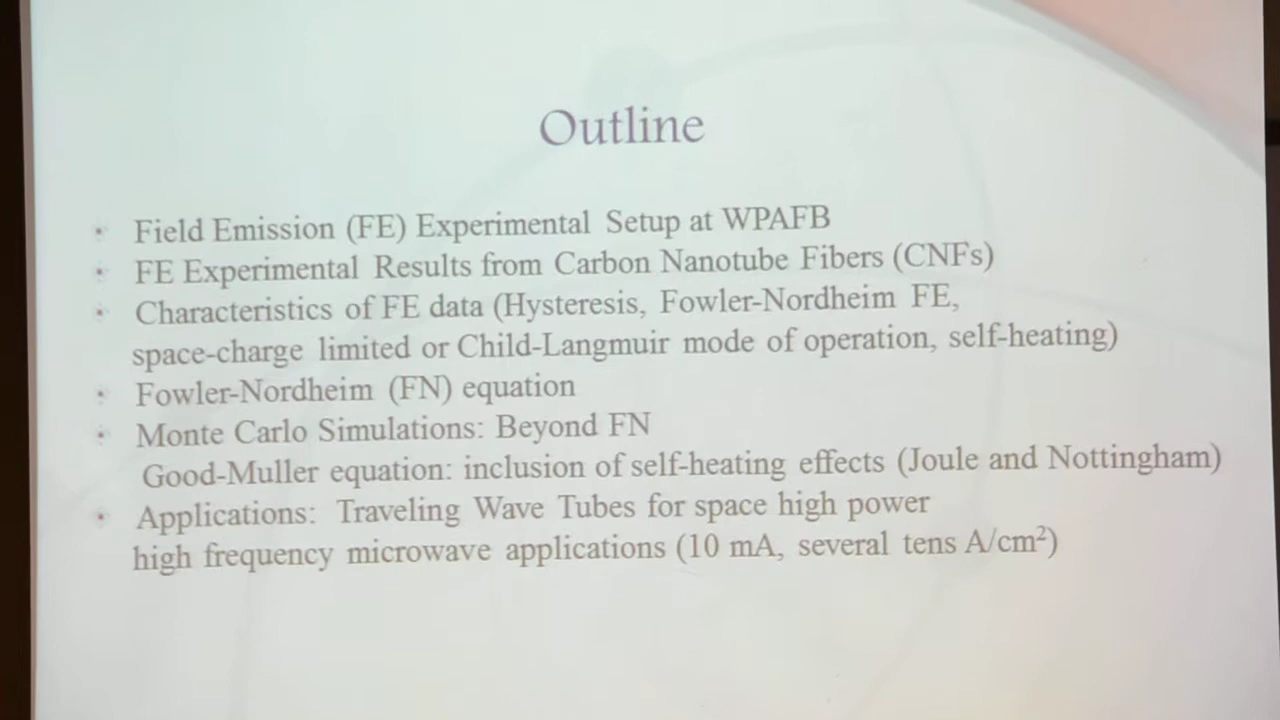 Outline
• Field Emission (FE) Experimental Setup at WPAFB
• FE Experimental Results from Carbon Nanotube Fibers (CNFs)
• Characteristics of FE data (Hysteresis, Fowler-Nordheim FE,
space-charge limited or Child-Langmuir mode of operation, self-heating)
• Fowler-Nordheim (FN) equation
• Monte Carlo Simulations: Beyond FN
Good-Muller equation: inclusion of self-heating effects (Joule and Nottingham)
• Applications: Traveling Wave Tubes for space high power
high frequency microwave applications (10 mA, several tens A/cm²)